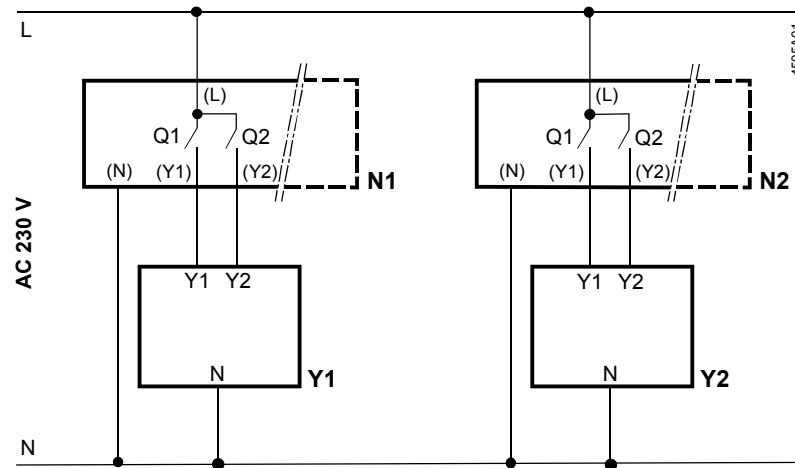 L
(L) (L)
Q1 Q2 Q1 Q2
(N) (Y1) (Y2) N1 (N) (Y1) (Y2) N2
AC 230 V
Y1 Y2 Y1 Y2
N Y1 N Y2
N